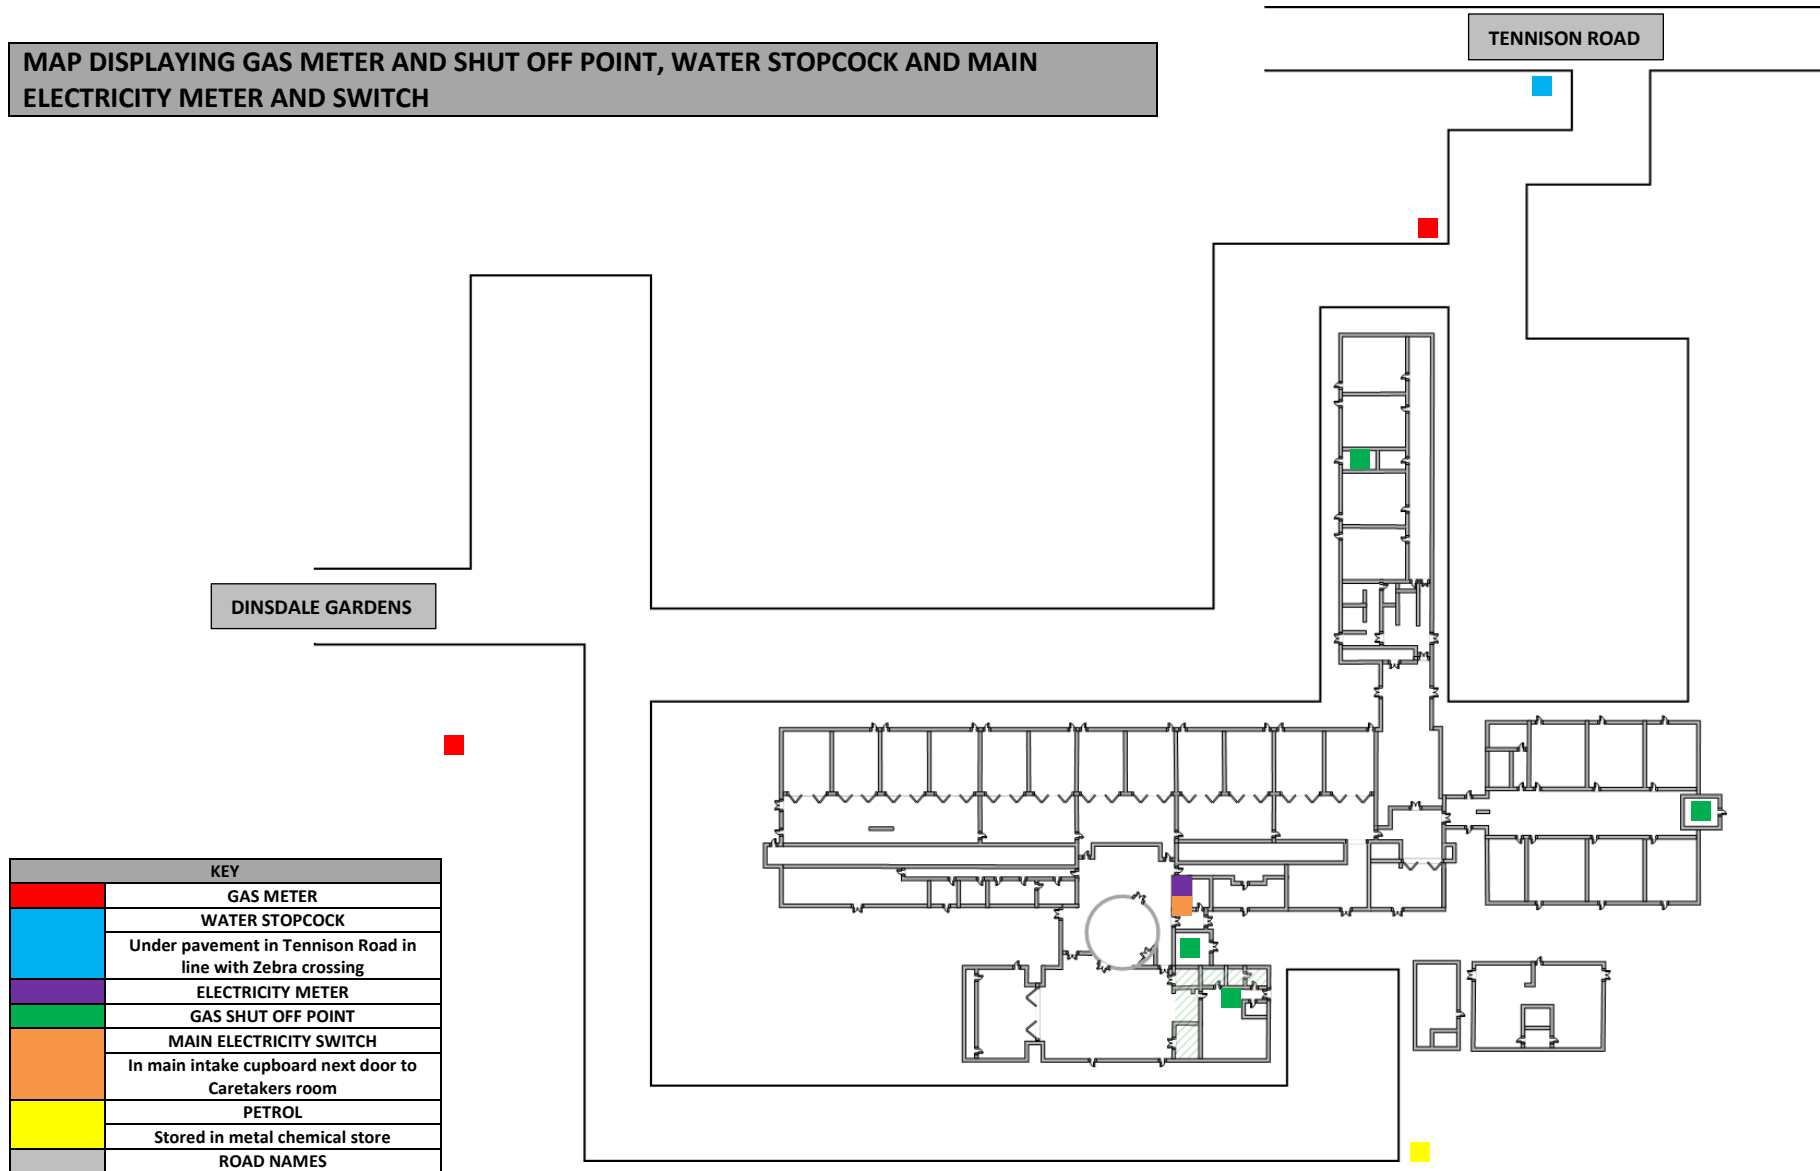 TENNISON ROAD
MAP DISPLAYING GAS METER AND SHUT OFF POINT, WATER STOPCOCK AND MAIN
ELECTRICITY METER AND SWITCH
DINSDALE GARDENS
KEY
GAS METER
WATER STOPCOCK
Under pavement in Tennison Road in
line with Zebra crossing
ELECTRICITY METER
GAS SHUT OFF POINT
MAIN ELECTRICITY SWITCH
In main intake cupboard next door to
Caretakers room
PETROL
Stored in metal chemical store
ROAD NAMES